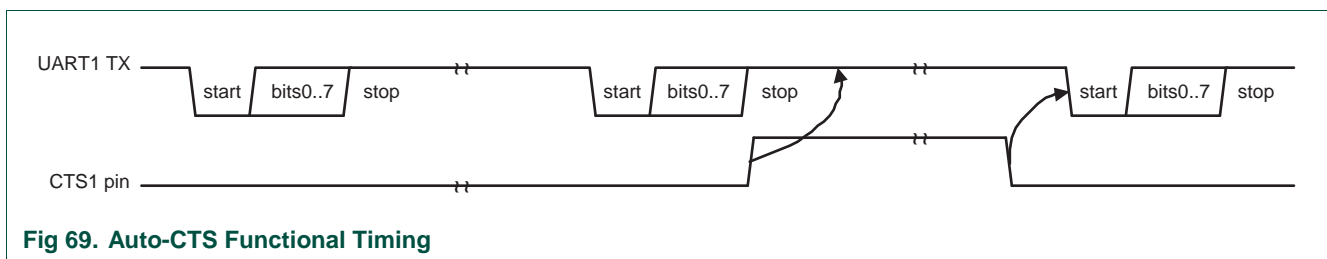 UART1 TX
start bits0..7 stop start bits0..7 stop start bits0..7 stop
CTS1 pin
Fig 69. Auto-CTS Functional Timing